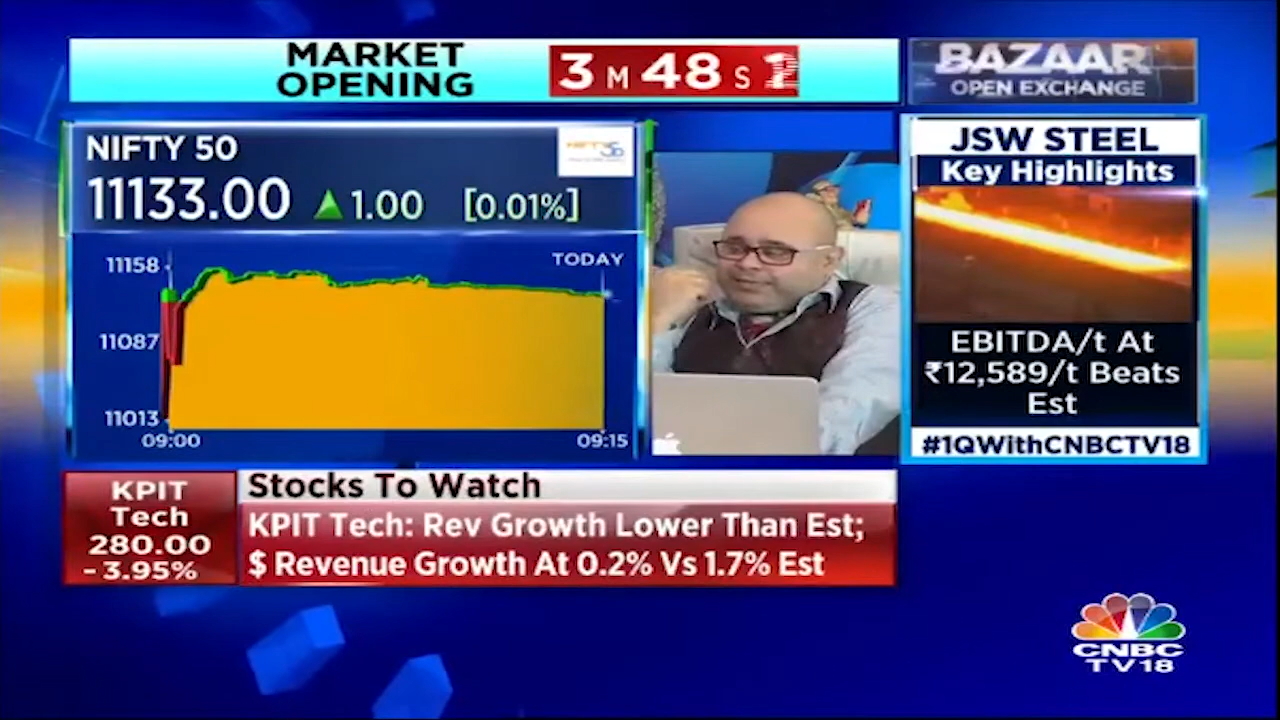 MARKET
OPENING
3 M 48 S
BAZAAR
OPEN EXCHANGE
NIFTY 50
11133.00 ▲ 1.00 [0.01%]
TODAY
11158
11087
11013
09:00
09:15
JSW STEEL
Key Highlights
EBITDA/t At
₹12,589/t Beats
Est
#1QWithCNBCTV18
KPIT
Tech
280.00
-3.95%
Stocks To Watch
KPIT Tech: Rev Growth Lower Than Est;
$ Revenue Growth At 0.2% Vs 1.7% Est
CNBC
TV18